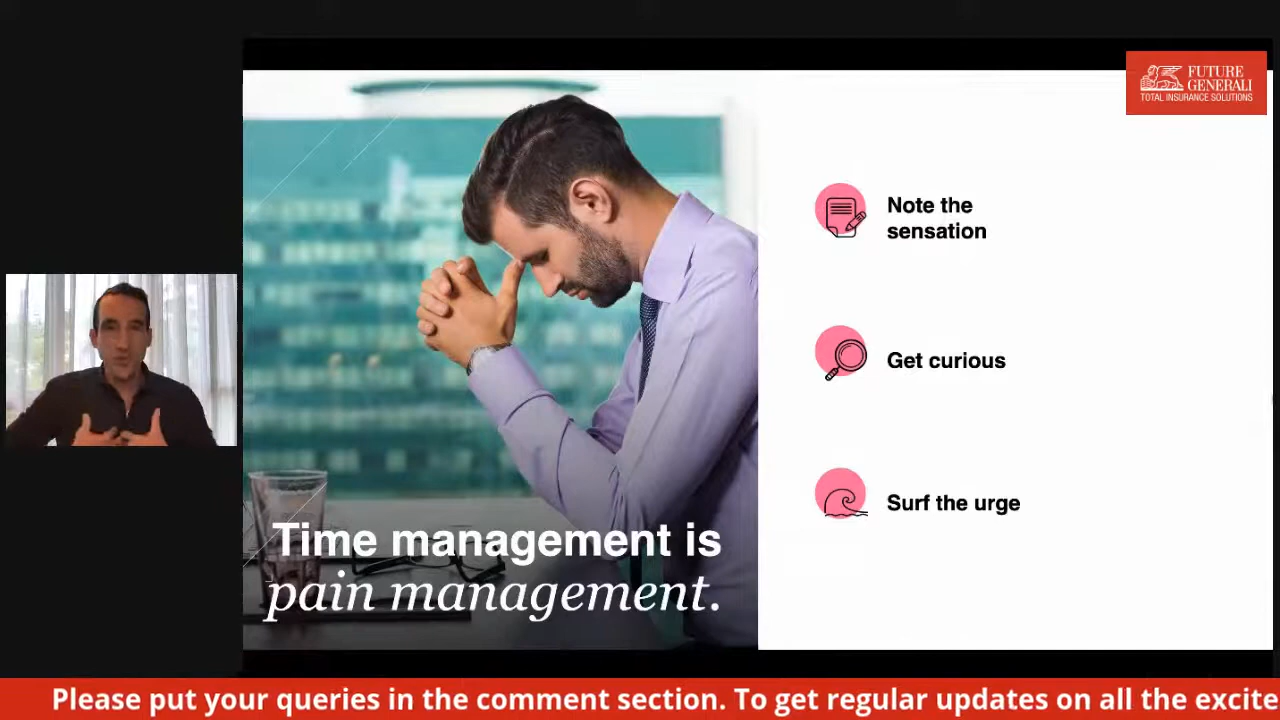 FUTURE
GENERALI
TOTAL INSURANCE SOLUTIONS
Note the
sensation
Get curious
Surf the urge
Time management is
pain management.
Please put your queries in the comment section. To get regular updates on all the excite